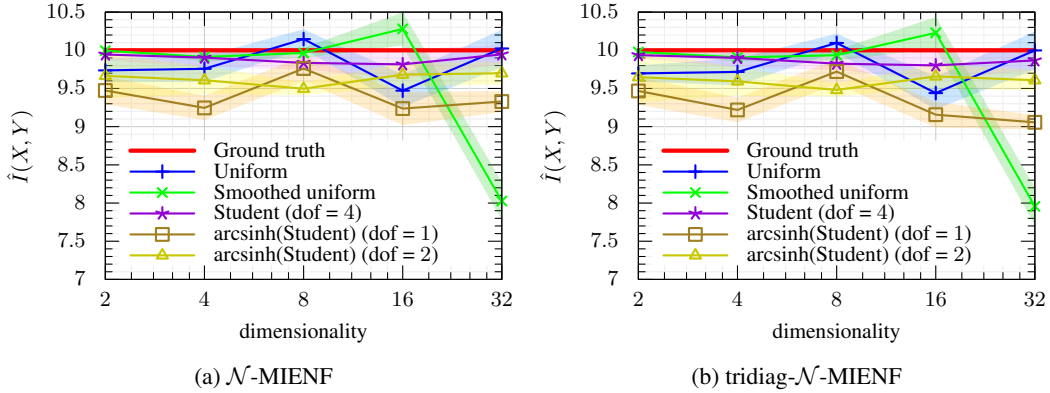 10.5
10
9.5
9
8.5
8
7.5
7
Î(X, Y)
Ground truth
Uniform
Smoothed uniform
Student (dof = 4)
arcsinh(Student) (dof = 1)
arcsinh(Student) (dof = 2)
2 4 8 16 32
dimensionality
(a) 𝒩-MIENF
10.5
10
9.5
9
8.5
8
7.5
7
Î(X, Y)
Ground truth
Uniform
Smoothed uniform
Student (dof = 4)
arcsinh(Student) (dof = 1)
arcsinh(Student) (dof = 2)
2 4 8 16 32
dimensionality
(b) tridiag-𝒩-MIENF